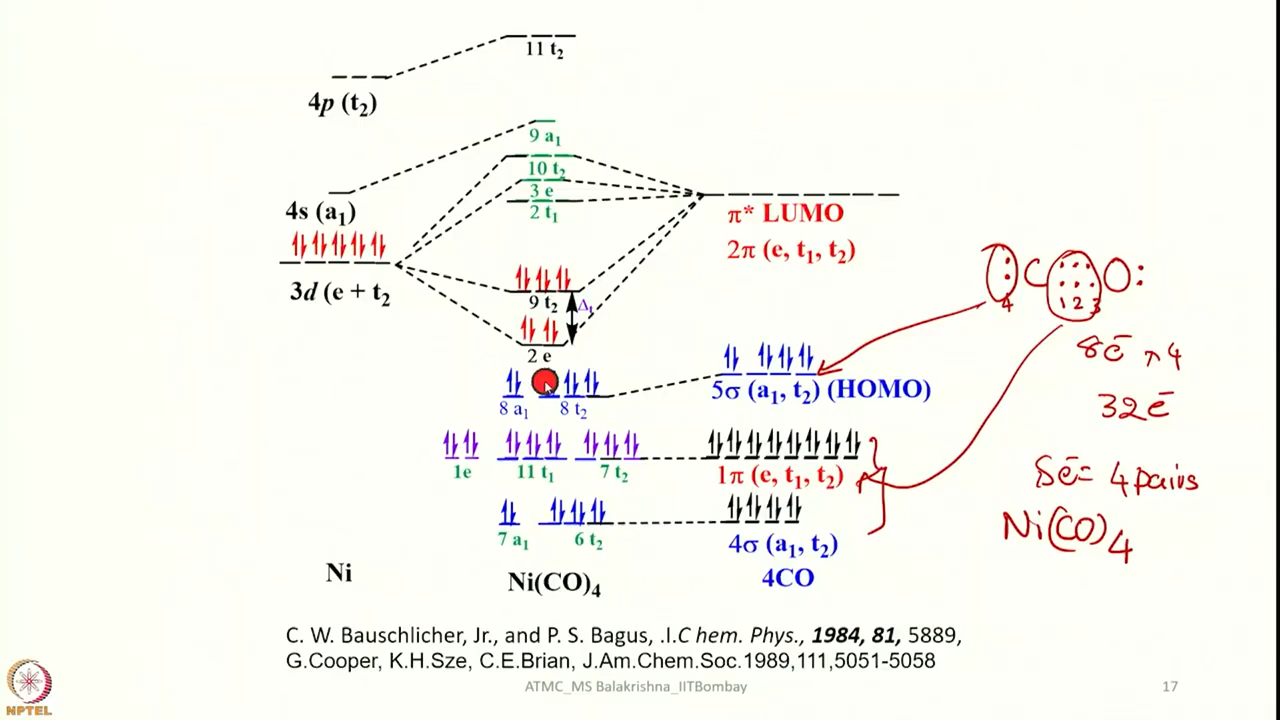 11 t₂
4p (t₂)
9 a₁
10 t₂
3 e
2 t₁
4s (a₁)
π* LUMO
2π (e, t₁, t₂)
3d (e + t₂
9 t₂
Δₜ
2 e
:C⋮⋮O:
4 1 2 3
8ē × 4
32ē
8ē = 4 pairs
Ni(CO)₄
8 a₁ 8 t₂
5σ (a₁, t₂) (HOMO)
1e 11 t₁ 7 t₂
1π (e, t₁, t₂)
7 a₁ 6 t₂
4σ (a₁, t₂)
Ni
Ni(CO)₄
4CO
C. W. Bauschlicher, Jr., and P. S. Bagus, .I.C hem. Phys., 1984, 81, 5889,
G.Cooper, K.H.Sze, C.E.Brian, J.Am.Chem.Soc.1989,111,5051-5058
NPTEL
ATMC_MS Balakrishna_IITBombay
17